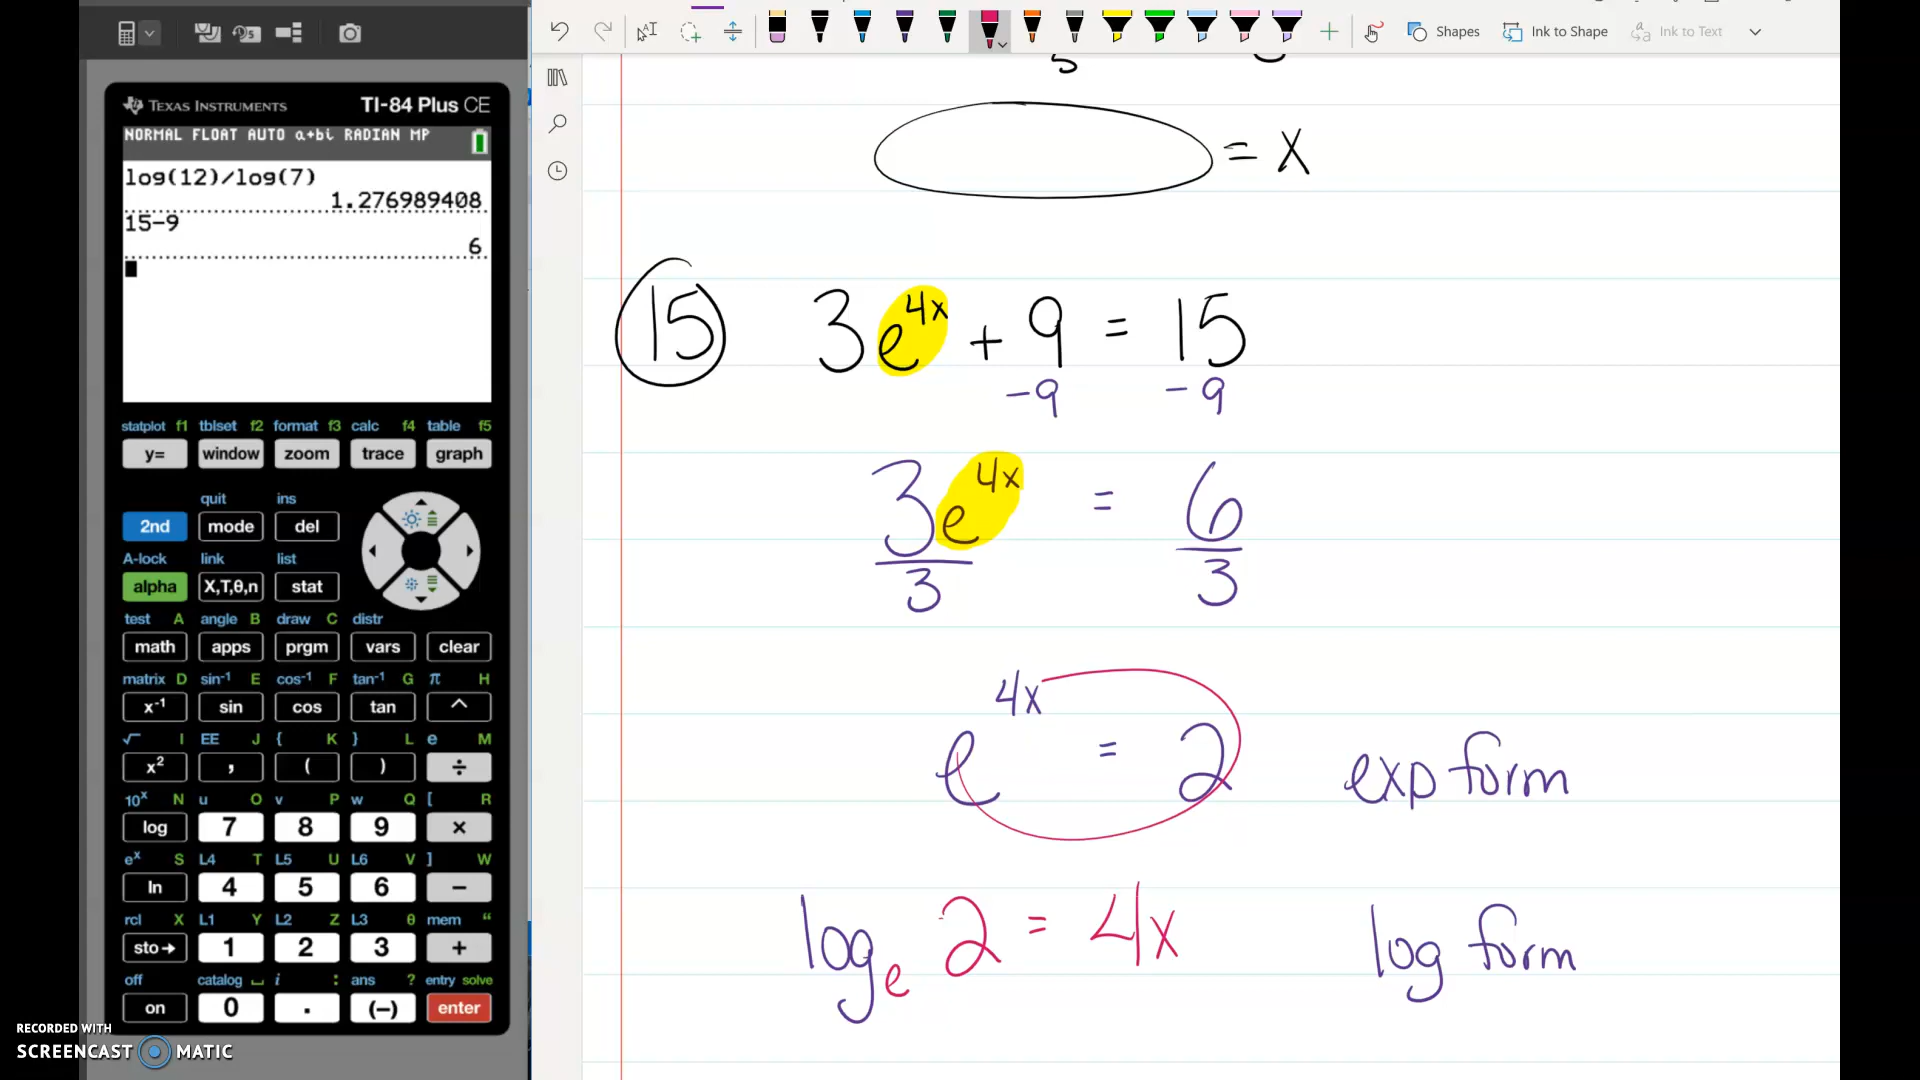 Shapes
Ink to Shape
Ink to Text
TEXAS INSTRUMENTS TI-84 Plus CE
NORMAL FLOAT AUTO a+bi RADIAN MP
log(12)/log(7)
1.276989408
15-9
6
statplot f1 tblset f2 format f3 calc f4 table f5
y= window zoom trace graph
quit ins
2nd mode del
A-lock link list
alpha X,T,θ,n stat
test A angle B draw C distr
math apps prgm vars clear
matrix D sin⁻¹ E cos⁻¹ F tan⁻¹ G π H
x⁻¹ sin cos tan ^
√ I EE J { K } L e M
x² , ( ) ÷
10ˣ N u O v P w Q [ R
log 7 8 9 ×
eˣ S L4 T L5 U L6 V ] W
ln 4 5 6 −
rcl X L1 Y L2 Z L3 θ mem "
sto→ 1 2 3 +
off catalog ⎵ i : ans ? entry solve
on 0 . (−) enter
RECORDED WITH
SCREENCAST MATIC
= x
15 3e^4x + 9 = 15
-9 -9
3e^4x = 6
3 3
e^4x = 2 exp form
log_e 2 = 4x log form